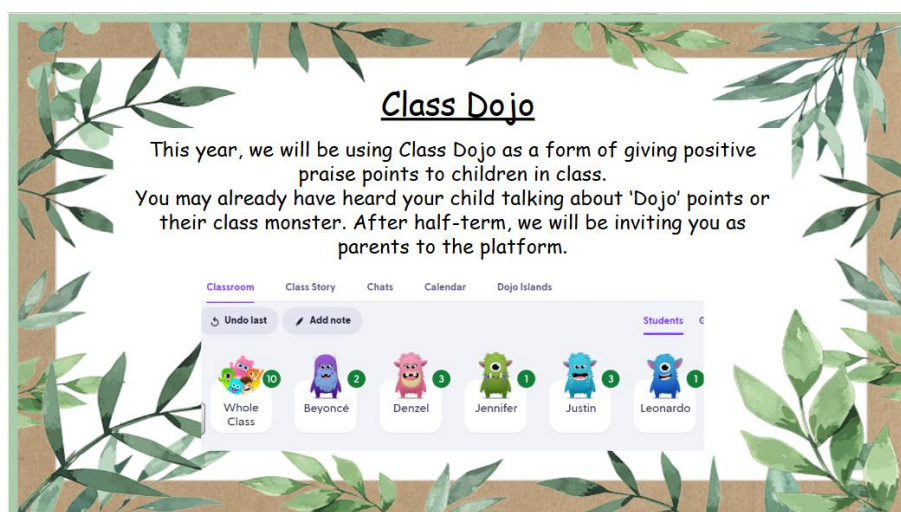 Class Dojo
This year, we will be using Class Dojo as a form of giving positive
praise points to children in class.
You may already have heard your child talking about ‘Dojo’ points or
their class monster. After half-term, we will be inviting you as
parents to the platform.
Classroom Class Story Chats Calendar Dojo Islands
Undo last Add note Students
10 2 3 1 3 1
Whole Beyoncé Denzel Jennifer Justin Leonardo
Class